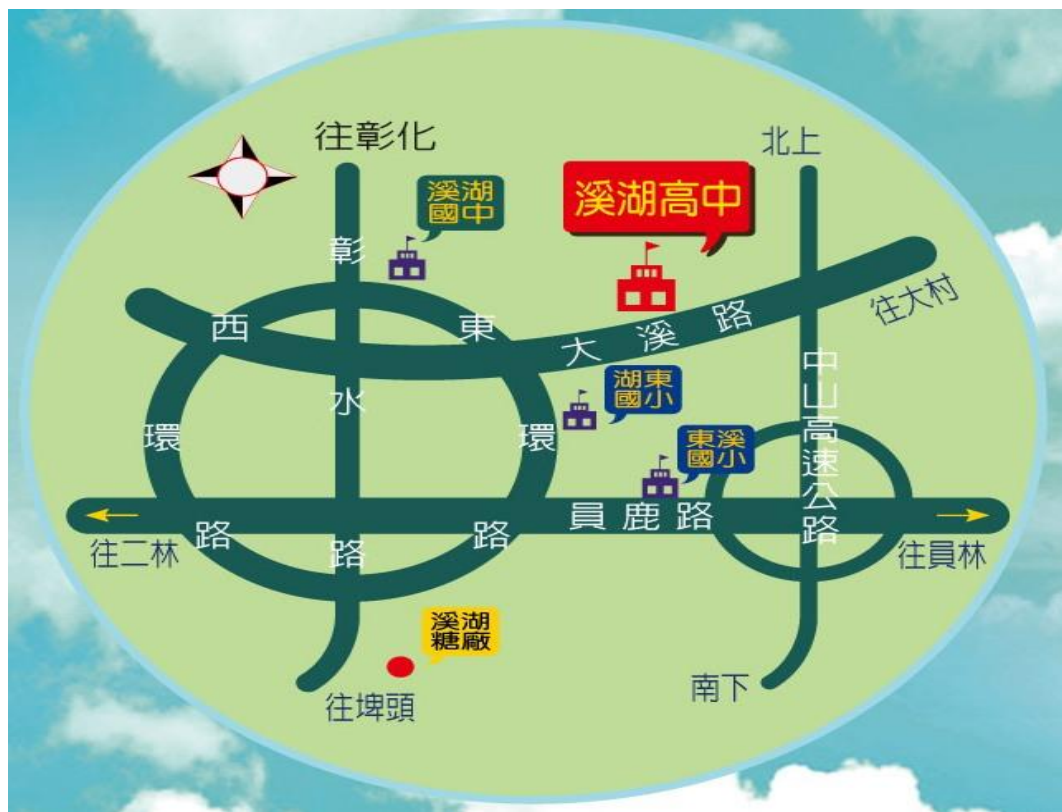 往彰化
北上
溪湖
國中
溪湖高中
彰水路
西環路
東環路
大溪路
往大村
湖東
國小
東溪
國小
中山高速公路
員鹿路
往二林
往員林
溪湖
糖廠
往埤頭
南下